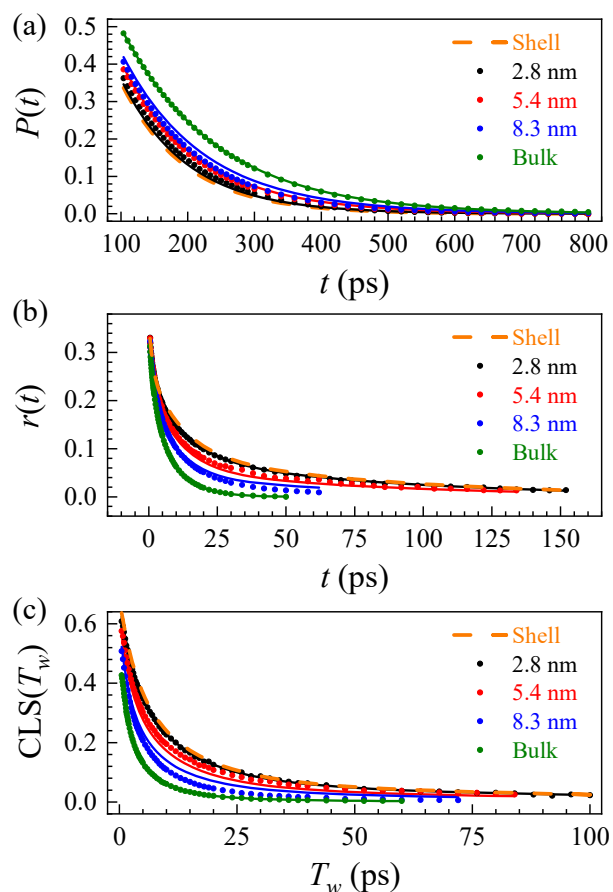 (a)
0.5
0.4
0.3
0.2
0.1
0.0
P(t)
Shell
2.8 nm
5.4 nm
8.3 nm
Bulk
100 200 300 400 500 600 700 800
t (ps)
(b)
0.3
0.2
0.1
0.0
r(t)
Shell
2.8 nm
5.4 nm
8.3 nm
Bulk
0 25 50 75 100 125 150
t (ps)
(c)
0.6
0.4
0.2
0.0
CLS(T_w)
Shell
2.8 nm
5.4 nm
8.3 nm
Bulk
0 25 50 75 100
T_w (ps)